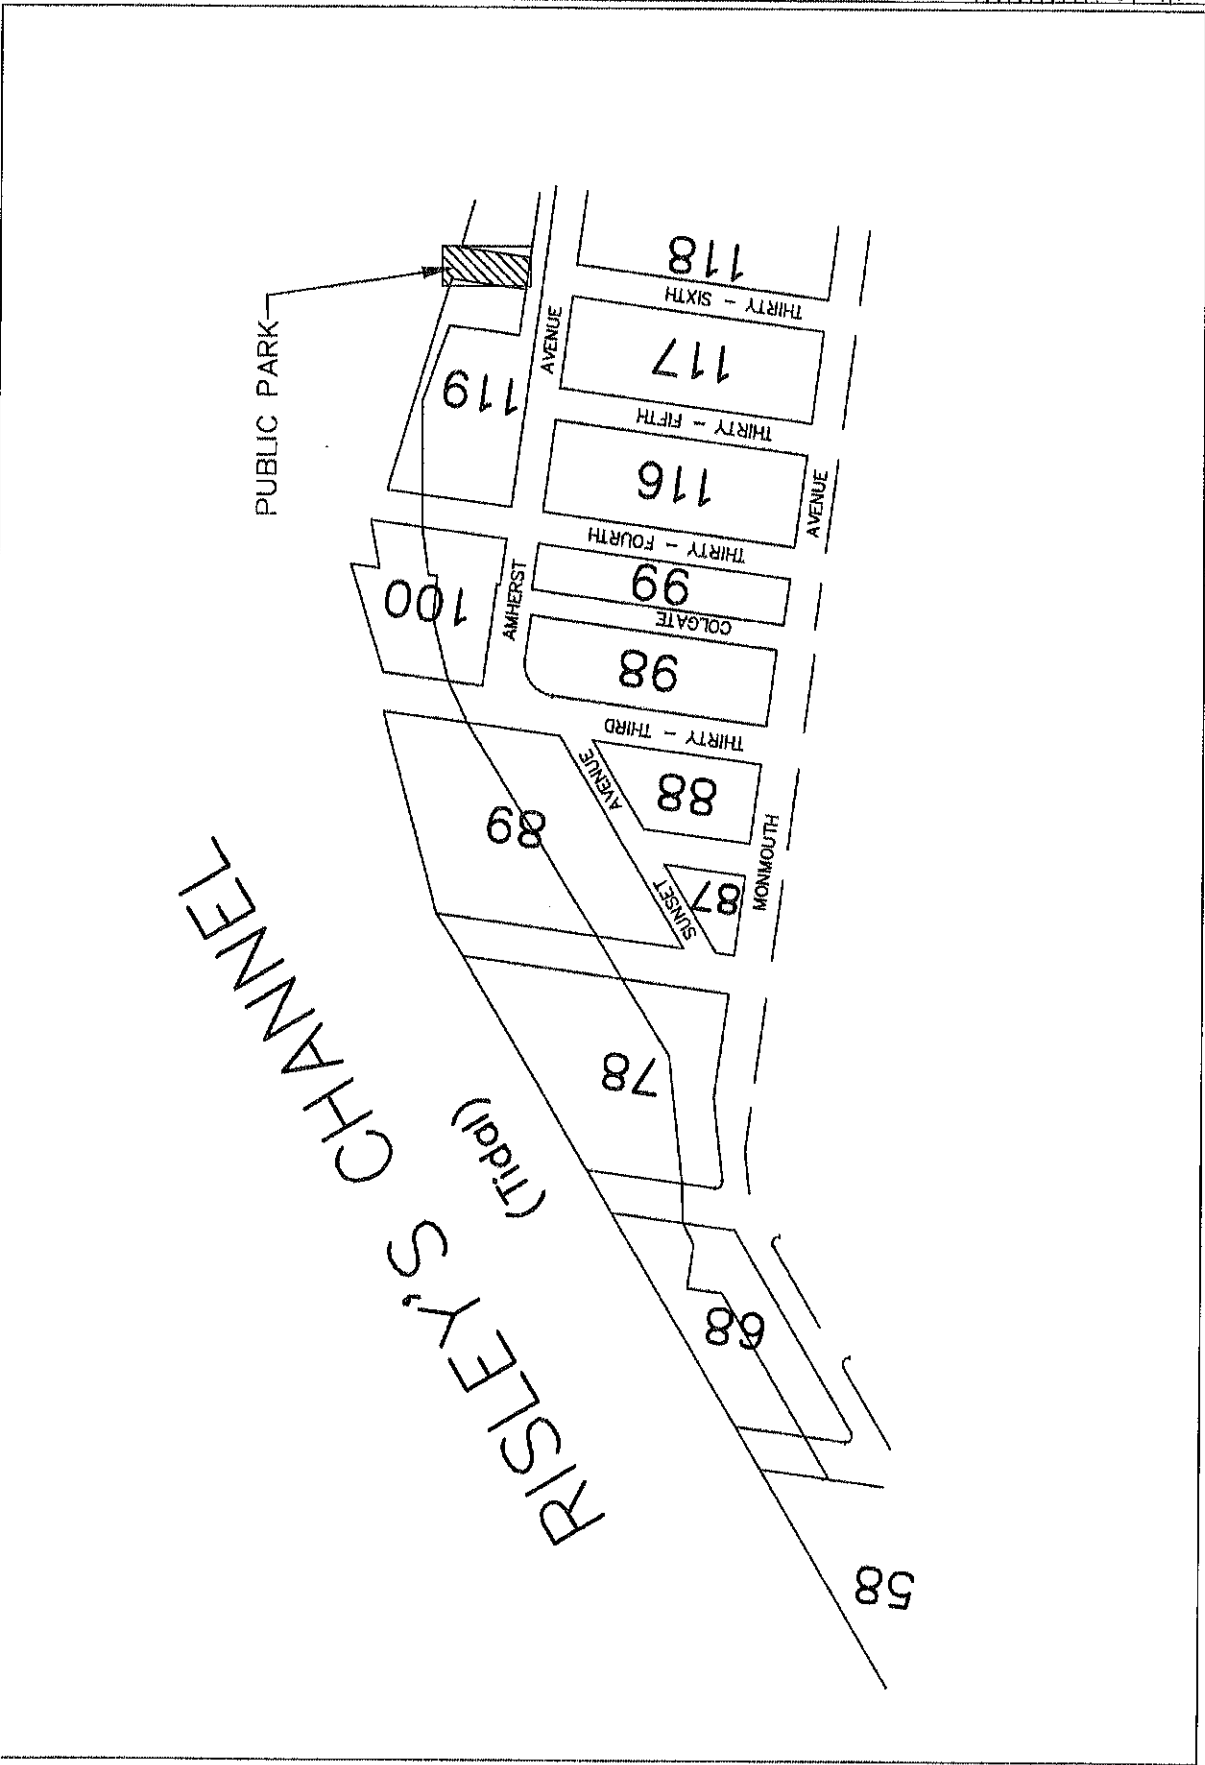 PUBLIC PARK
118
THIRTY - SIXTH
117
AVENUE
119
THIRTY - FIFTH
116
AVENUE
THIRTY - FOURTH
99
AMHERST
100
COLGATE
98
THIRTY - THIRD
AVENUE
88
89
MONMOUTH
87
SUNSET
RISLEY'S CHANNEL
(Tidal)
78
68
58